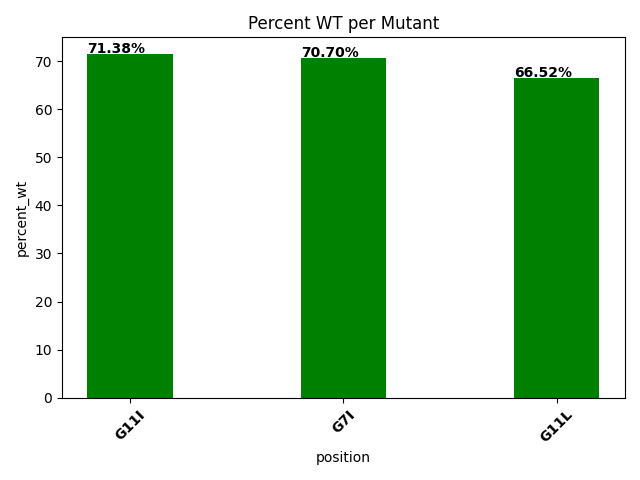 Percent WT per Mutant
71.38%
70.70%
66.52%
percent_wt
70
60
50
40
30
20
10
0
G11I
G7I
G11L
position